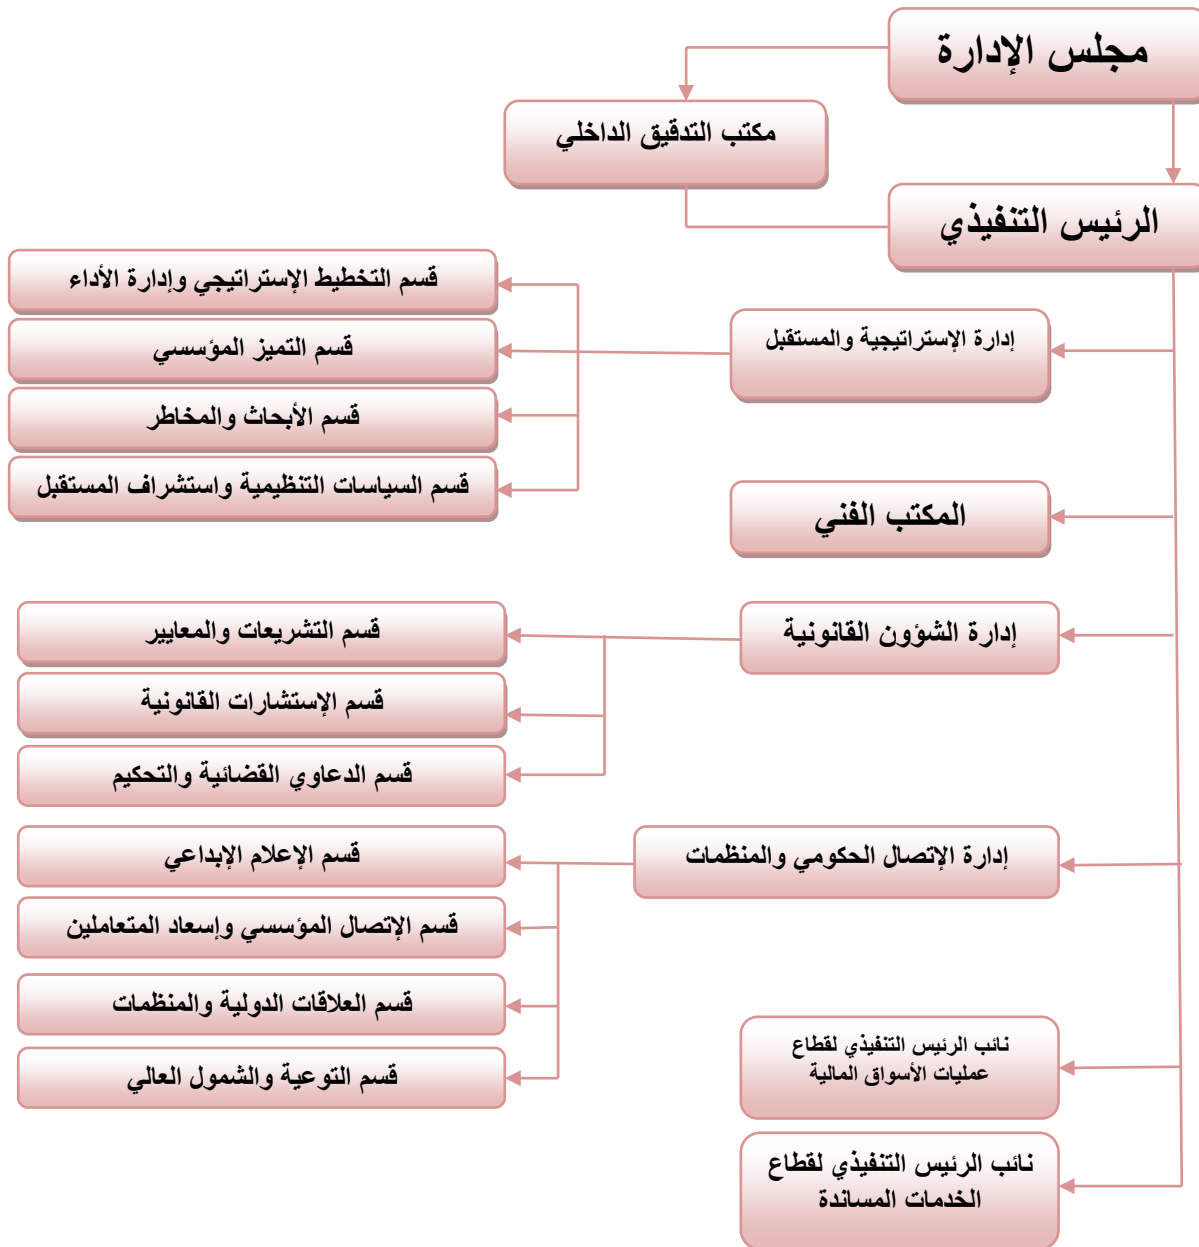 مجلس الإدارة
مكتب التدقيق الداخلي
الرئيس التنفيذي
إدارة الإستراتيجية والمستقبل
قسم التخطيط الإستراتيجي وإدارة الأداء
قسم التميز المؤسسي
قسم الأبحاث والمخاطر
قسم السياسات التنظيمية واستشراف المستقبل
المكتب الفني
إدارة الشؤون القانونية
قسم التشريعات والمعايير
قسم الإستشارات القانونية
قسم الدعاوي القضائية والتحكيم
إدارة الإتصال الحكومي والمنظمات
قسم الإعلام الإبداعي
قسم الإتصال المؤسسي وإسعاد المتعاملين
قسم العلاقات الدولية والمنظمات
قسم التوعية والشمول العالي
نائب الرئيس التنفيذي لقطاع
عمليات الأسواق المالية
نائب الرئيس التنفيذي لقطاع
الخدمات المساندة